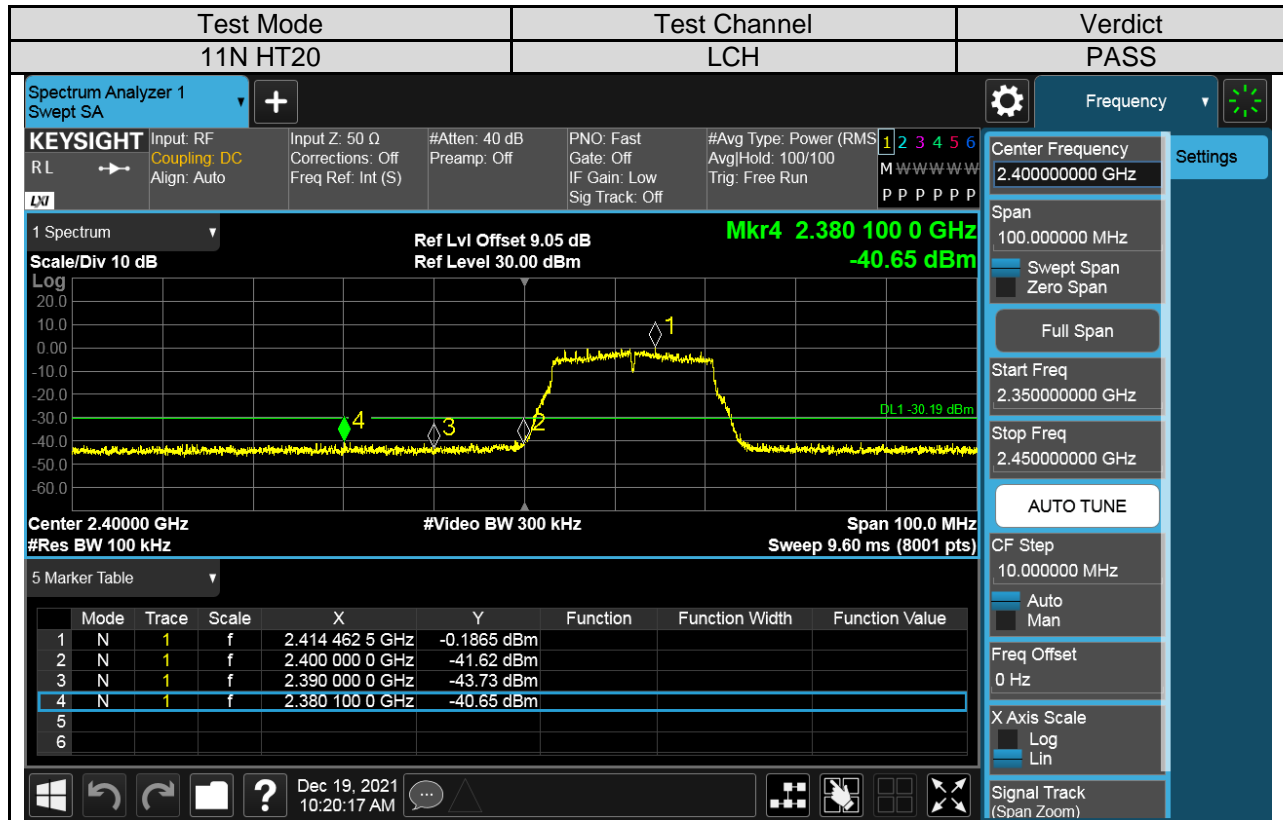 Test Mode Test Channel Verdict
11N HT20 LCH PASS
Spectrum Analyzer 1
Swept SA
+
Frequency
KEYSIGHT
RL
LXI
Input: RF
Coupling: DC
Align: Auto
Input Z: 50 Ω
Corrections: Off
Freq Ref: Int (S)
#Atten: 40 dB
Preamp: Off
PNO: Fast
Gate: Off
IF Gain: Low
Sig Track: Off
#Avg Type: Power (RMS
Avg|Hold: 100/100
Trig: Free Run
1 2 3 4 5 6
M W W W W W
P P P P P P
1 Spectrum
Scale/Div 10 dB
Ref Lvl Offset 9.05 dB
Ref Level 30.00 dBm
Mkr4 2.380 100 0 GHz
-40.65 dBm
Log
20.0
10.0
0.00
-10.0
-20.0
-30.0
-40.0
-50.0
-60.0
1
2
3
4
DL1 -30.19 dBm
Center 2.40000 GHz
#Res BW 100 kHz
#Video BW 300 kHz
Span 100.0 MHz
Sweep 9.60 ms (8001 pts)
5 Marker Table
Mode Trace Scale X Y Function Function Width Function Value
1 N 1 f 2.414 462 5 GHz -0.1865 dBm
2 N 1 f 2.400 000 0 GHz -41.62 dBm
3 N 1 f 2.390 000 0 GHz -43.73 dBm
4 N 1 f 2.380 100 0 GHz -40.65 dBm
5
6
?
Dec 19, 2021
10:20:17 AM
Center Frequency
2.400000000 GHz
Settings
Span
100.000000 MHz
Swept Span
Zero Span
Full Span
Start Freq
2.350000000 GHz
Stop Freq
2.450000000 GHz
AUTO TUNE
CF Step
10.000000 MHz
Auto
Man
Freq Offset
0 Hz
X Axis Scale
Log
Lin
Signal Track
(Span Zoom)